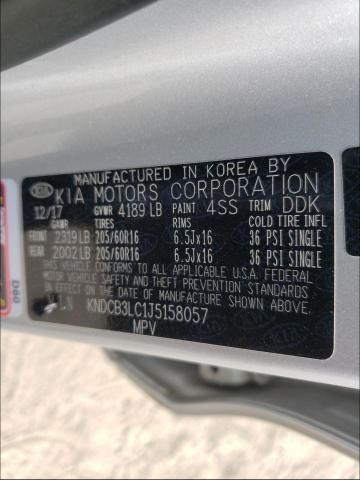 MANUFACTURED IN KOREA BY
KIA KIA MOTORS CORPORATION
12/17 GVWR 4189 LB PAINT 4SS TRIM DDK
TIRES RIMS COLD TIRE INFL
FRONT 2319 LB 205/60R16 6.5Jx16 36 PSI SINGLE
REAR 2002 LB 205/60R16 6.5Jx16 36 PSI SINGLE
THIS VEHICLE CONFORMS TO ALL APPLICABLE U.S.A. FEDERAL
MOTOR VEHICLE SAFETY, BUMPER, AND THEFT PREVENTION STANDARDS
IN EFFECT ON THE DATE OF MANUFACTURE SHOWN ABOVE.
KNDCB3LC1J5158057
MPV
D60